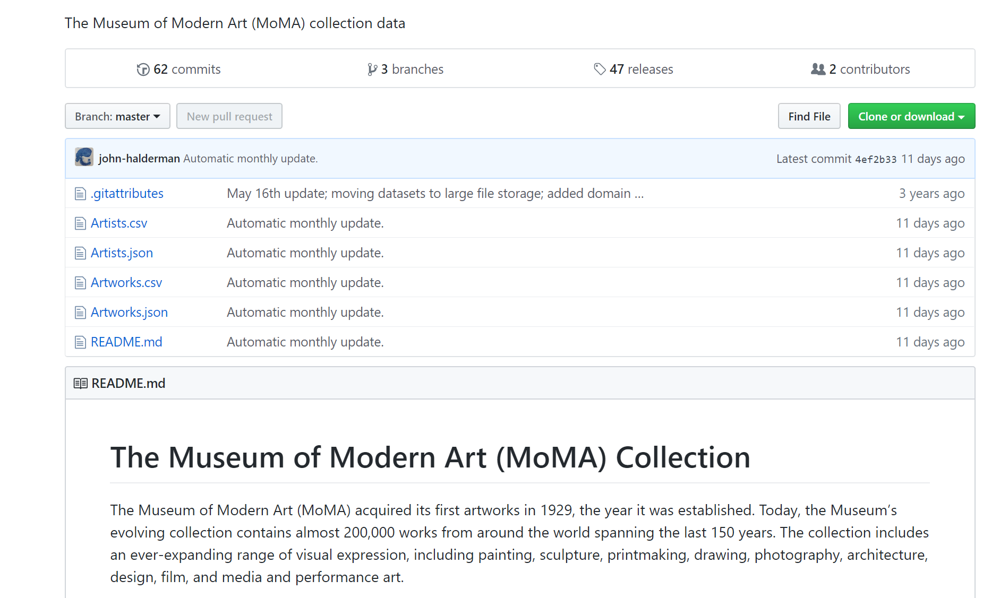 The Museum of Modern Art (MoMA) collection data
62 commits 3 branches 47 releases 2 contributors
Branch: master New pull request Find File Clone or download
john-halderman Automatic monthly update. Latest commit 4ef2b33 11 days ago
.gitattributes May 16th update; moving datasets to large file storage; added domain ... 3 years ago
Artists.csv Automatic monthly update. 11 days ago
Artists.json Automatic monthly update. 11 days ago
Artworks.csv Automatic monthly update. 11 days ago
Artworks.json Automatic monthly update. 11 days ago
README.md Automatic monthly update. 11 days ago
README.md
The Museum of Modern Art (MoMA) Collection
The Museum of Modern Art (MoMA) acquired its first artworks in 1929, the year it was established. Today, the Museum’s
evolving collection contains almost 200,000 works from around the world spanning the last 150 years. The collection includes
an ever-expanding range of visual expression, including painting, sculpture, printmaking, drawing, photography, architecture,
design, film, and media and performance art.